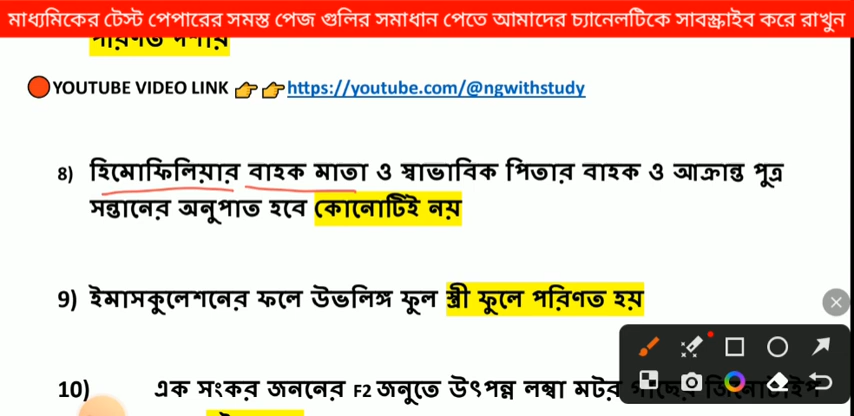 মাধ্যমিকের টেস্ট পেপারের সমস্ত পেজ গুলির সমাধান পেতে আমাদের চ্যানেলটিকে সাবস্ক্রাইব করে রাখুন
YOUTUBE VIDEO LINK https://youtube.com/@ngwithstudy
8) হিমোফিলিয়ার বাহক মাতা ও স্বাভাবিক পিতার বাহক ও আক্রান্ত পুত্র
সন্তানের অনুপাত হবে কোনোটিই নয়
9) ইমাসকুলেশনের ফলে উভলিঙ্গ ফুল স্ত্রী ফুলে পরিণত হয়
10) এক সংকর জননের F2 জনুতে উৎপন্ন লম্বা মটর